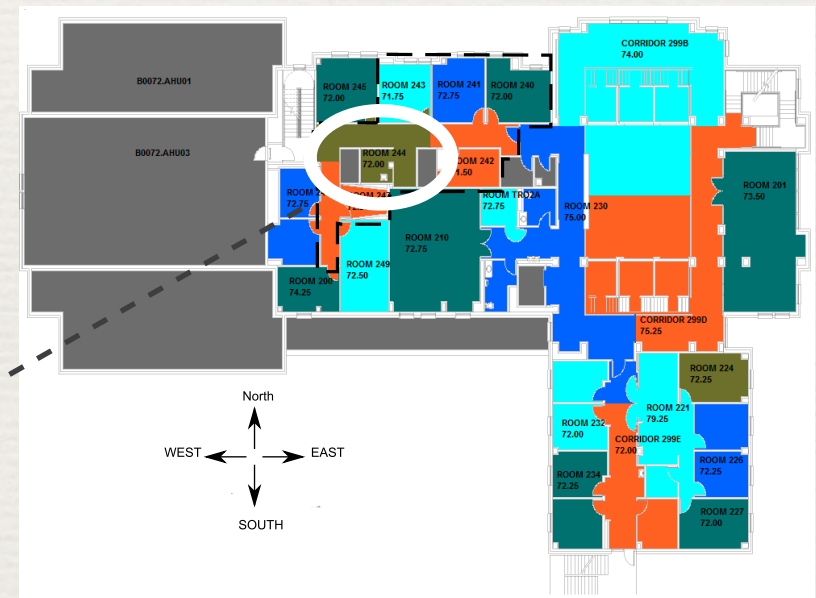 CORRIDOR 299B
74.00
B0072.AHU01
ROOM 245
72.00
ROOM 243
71.75
ROOM 241
72.75
ROOM 240
72.00
B0072.AHU03
ROOM 244
72.00
ROOM 242
ROOM 201
73.50
72.75
ROOM TR02A
72.75
ROOM 230
75.00
ROOM 210
72.75
ROOM 249
72.50
ROOM 200
74.25
CORRIDOR 299D
75.25
ROOM 224
72.25
ROOM 221
79.25
ROOM 232
72.00
CORRIDOR 299E
72.00
ROOM 226
72.25
ROOM 234
72.25
ROOM 227
72.00
North
WEST
EAST
SOUTH